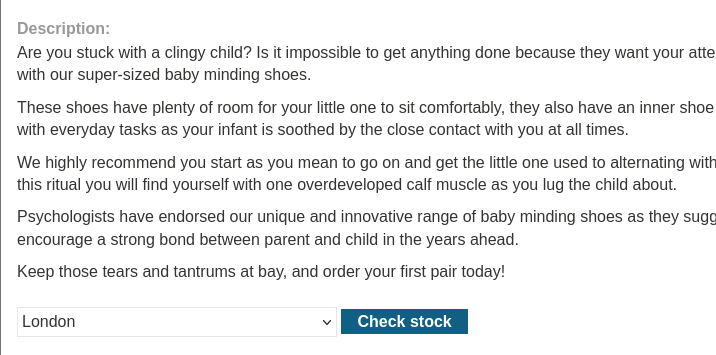 Description:
Are you stuck with a clingy child? Is it impossible to get anything done because they want your
with our super-sized baby minding shoes.
These shoes have plenty of room for your little one to sit comfortably, they also have an inner shoe
with everyday tasks as your infant is soothed by the close contact with you at all times.
We highly recommend you start as you mean to go on and get the little one used to alternating with
this ritual you will find yourself with one overdeveloped calf muscle as you lug the child about.
Psychologists have endorsed our unique and innovative range of baby minding shoes as they
encourage a strong bond between parent and child in the years ahead.
Keep those tears and tantrums at bay, and order your first pair today!
London
Check stock